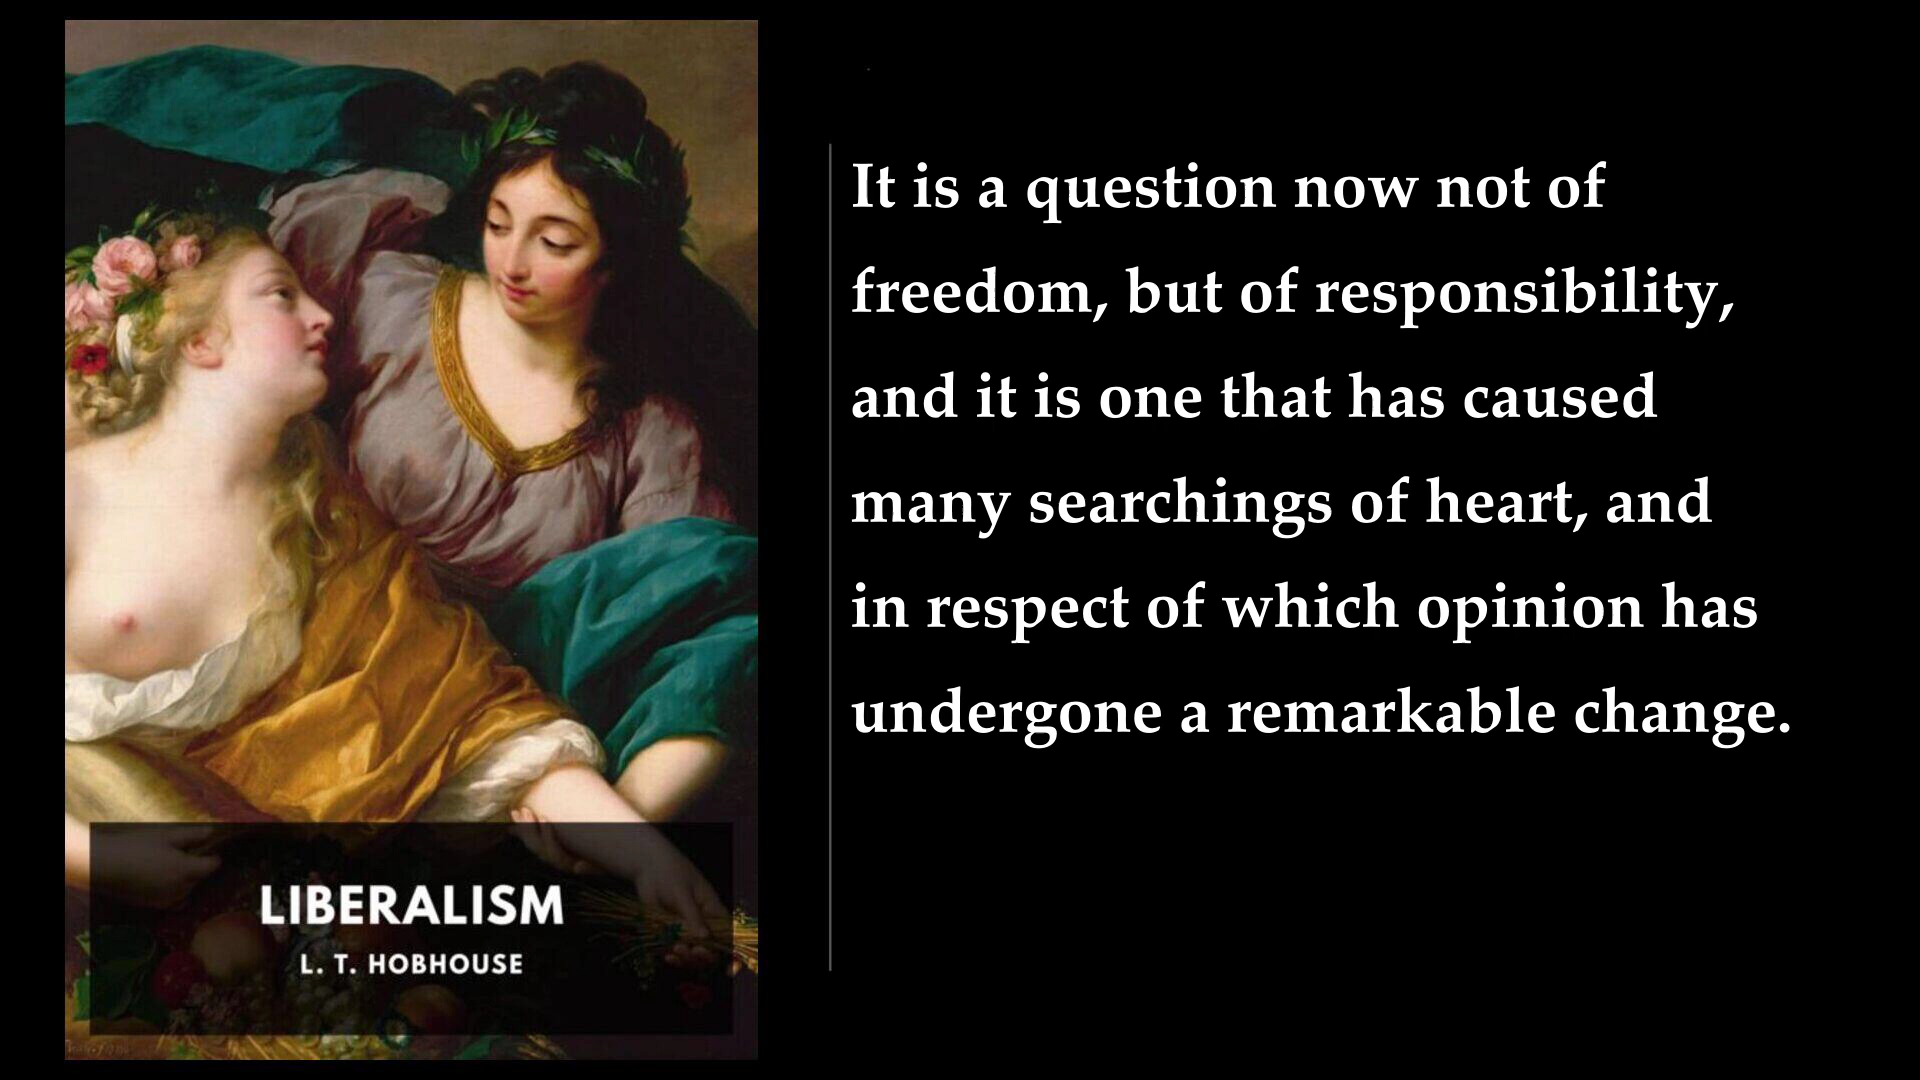 It is a question now not of
freedom, but of responsibility,
and it is one that has caused
many searchings of heart, and
in respect of which opinion has
undergone a remarkable change.
LIBERALISM
L. T. HOBHOUSE